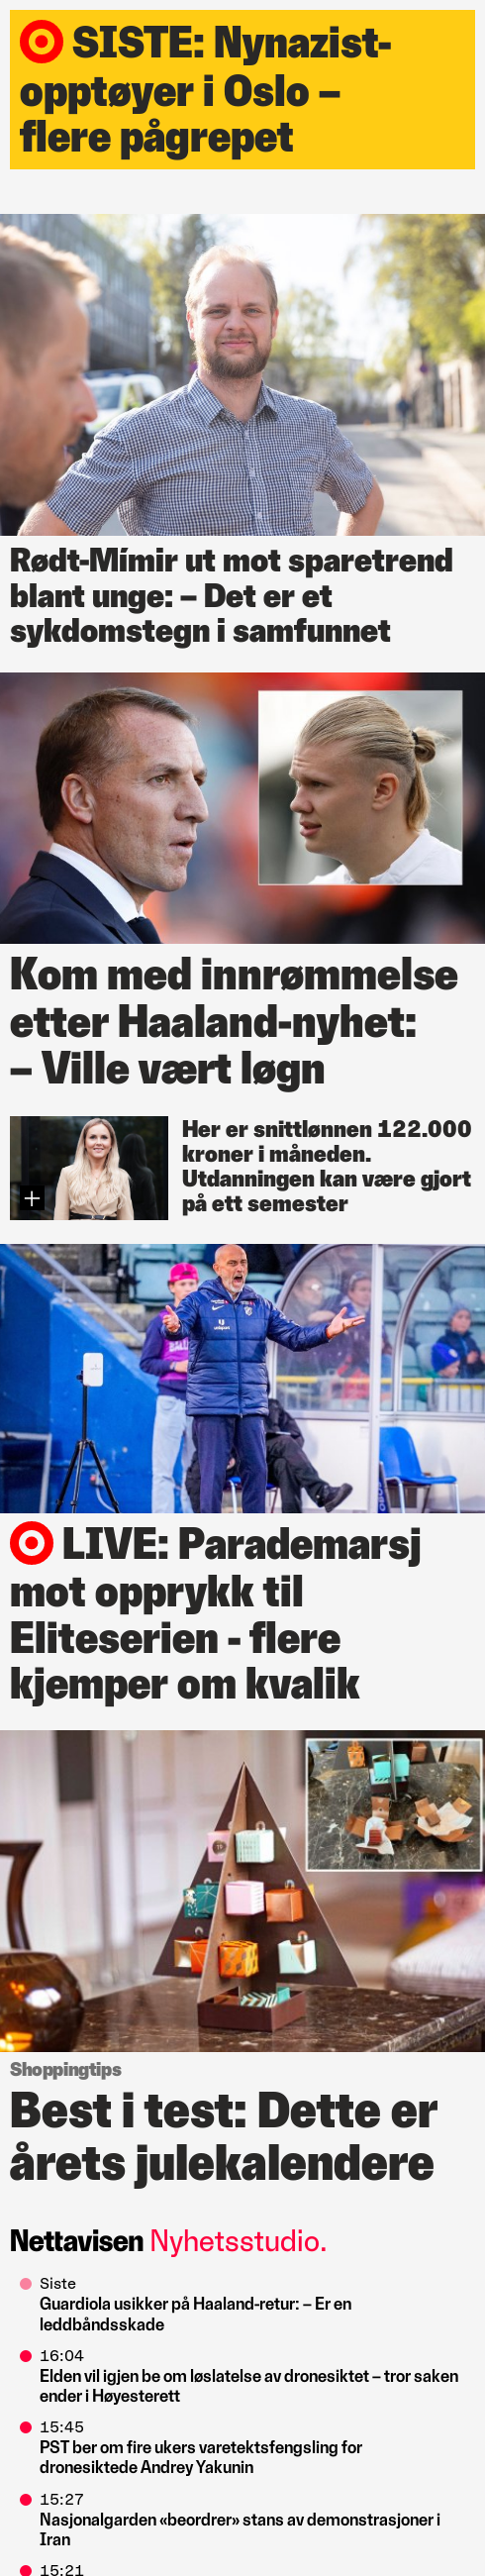 SISTE: Nynazist-
opptøyer i Oslo –
flere pågrepet
Rødt-Mímir ut mot sparetrend
blant unge: – Det er et
sykdomstegn i samfunnet
Kom med innrømmelse
etter Haaland-nyhet:
– Ville vært løgn
Her er snittlønnen 122.000
kroner i måneden.
Utdanningen kan være gjort
på ett semester
LIVE: Parademarsj
mot opprykk til
Eliteserien - flere
kjemper om kvalik
Shoppingtips
Best i test: Dette er
årets julekalendere
Nettavisen Nyhetsstudio.
Siste
Guardiola usikker på Haaland-retur: – Er en
leddbåndsskade
16:04
Elden vil igjen be om løslatelse av dronesiktet – tror saken
ender i Høyesterett
15:45
PST ber om fire ukers varetektsfengsling for
dronesiktede Andrey Yakunin
15:27
Nasjonalgarden «beordrer» stans av demonstrasjoner i
Iran
15:21